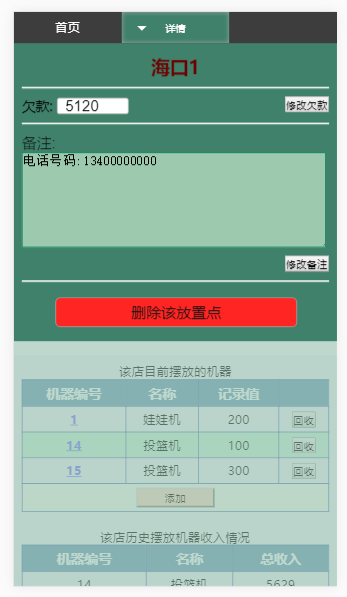 首页 详情
海口1
欠款: 5120 修改欠款
备注:
电话号码: 13400000000
修改备注
删除该放置点
该店目前摆放的机器
机器编号 名称 记录值
1 娃娃机 200 回收
14 投篮机 100 回收
15 投篮机 300 回收
添加
该店历史摆放机器收入情况
机器编号 名称 总收入
14 投篮机 5629